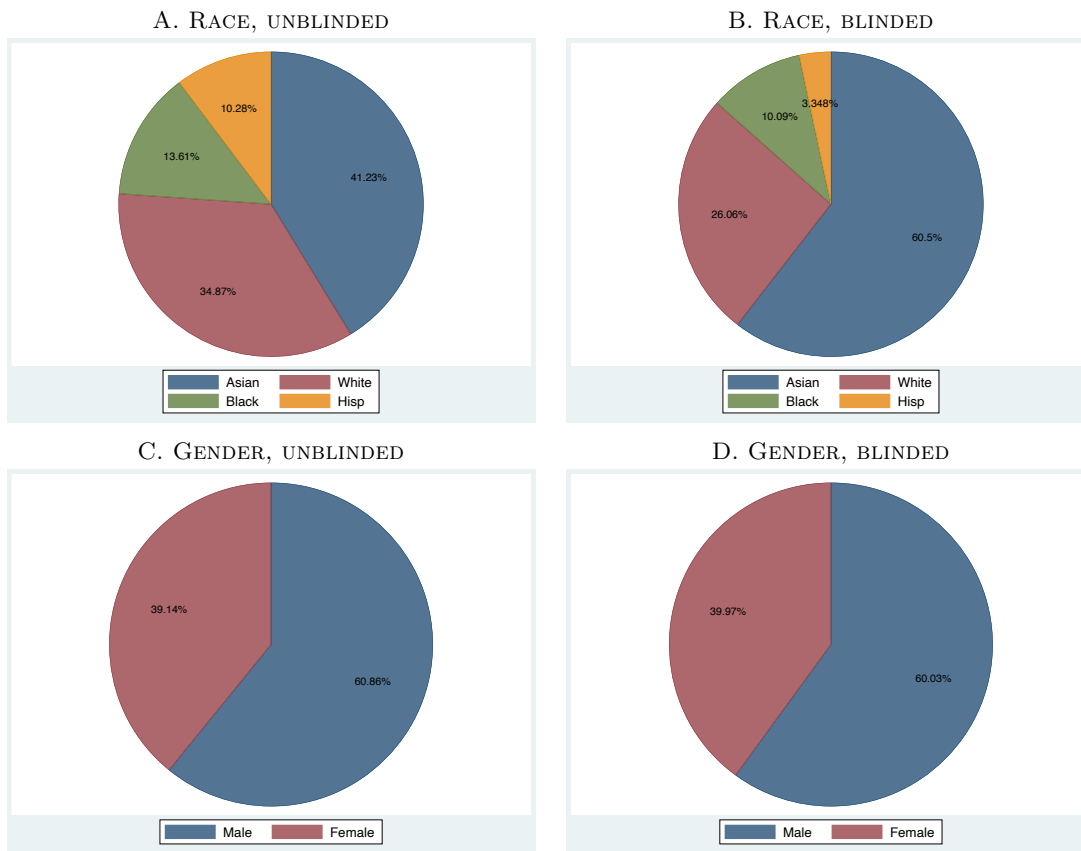 A. RACE, UNBLINDED
10.28%
13.61%
41.23%
34.87%
Asian White
Black Hisp
B. RACE, BLINDED
3.348%
10.09%
26.06%
60.5%
Asian White
Black Hisp
C. GENDER, UNBLINDED
39.14%
60.86%
Male Female
D. GENDER, BLINDED
39.97%
60.03%
Male Female